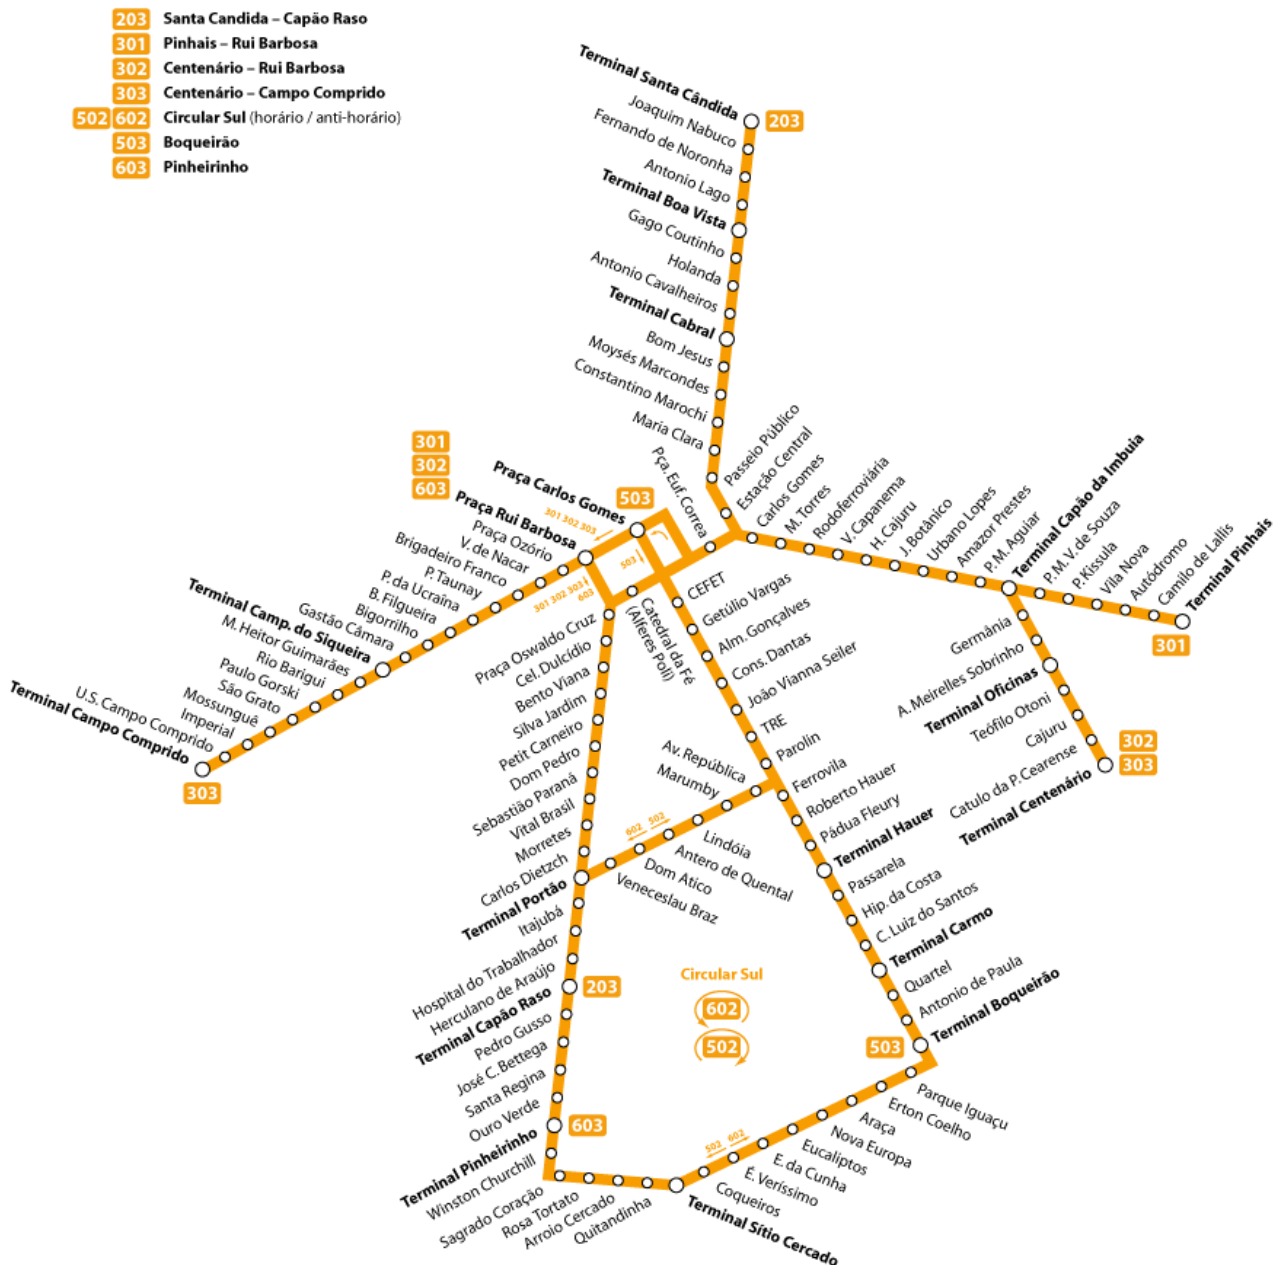 203 Santa Candida – Capão Raso
301 Pinhais – Rui Barbosa
302 Centenário – Rui Barbosa
303 Centenário – Campo Comprido
502 602 Circular Sul (horário / anti-horário)
503 Boqueirão
603 Pinheirinho
Terminal Santa Cândida
203
Joaquim Nabuco
Fernando de Noronha
Antonio Lago
Terminal Boa Vista
Gago Coutinho
Holanda
Antonio Cavalheiros
Terminal Cabral
Bom Jesus
Moysés Marcondes
Constantino Marochi
Maria Clara
Passeio Público
Estação Central
Pça. Euf. Correa
Carlos Gomes
M. Torres
Rodoferroviária
V. Capanema
H. Cajuru
J. Botânico
Urbano Lopes
Amazor Prestes
P.M. Aguiar
Terminal Capão da Imbuia
P.M. V. de Souza
P. Kissula
Vila Nova
Autódromo
Camilo de Lallis
Terminal Pinhais
301
Germânia
A. Meirelles Sobrinho
Terminal Oficinas
Teófilo Otoni
Cajuru
Catulo da P. Cearense
Terminal Centenário
302
303
301
302
603
Praça Carlos Gomes
503
301 302 303
503
301 302 303
603
Praça Rui Barbosa
Praça Ozório
V. de Nacar
Brigadeiro Franco
P. Taunay
P. da Ucraína
B. Filgueira
Bigorrilho
Gastão Câmara
Terminal Camp. do Siqueira
M. Heitor Guimarães
Rio Barigui
Paulo Gorski
São Grato
Mossunguê
Imperial
U.S. Campo Comprido
Terminal Campo Comprido
303
Catedral da Fé
(Alferes Poli)
Praça Oswaldo Cruz
Cel. Dulcídio
Bento Viana
Silva Jardim
Petit Carneiro
Dom Pedro
Sebastião Paraná
Vital Brasil
Morretes
Carlos Dietzch
Terminal Portão
Itajubá
Hospital do Trabalhador
Herculano de Araújo
Terminal Capão Raso
203
Pedro Gusso
José C. Bettega
Santa Regina
Ouro Verde
Terminal Pinheirinho
603
Winston Churchill
Sagrado Coração
Rosa Tortato
Arroio Cercado
Quitandinha
Terminal Sítio Cercado
CEFET
Getúlio Vargas
Alm. Gonçalves
Cons. Dantas
João Vianna Seiler
TRE
Parolin
Av. República
Marumby
602 502
Lindóia
Antero de Quental
Dom Atico
Veneceslau Braz
Ferrovila
Roberto Hauer
Pádua Fleury
Terminal Hauer
Passarela
Hip. da Costa
C. Luiz do Santos
Terminal Carmo
Quartel
Antonio de Paula
Terminal Boqueirão
503
Circular Sul
602
502
Parque Iguaçu
Erton Coelho
Araça
Nova Europa
Eucaliptos
E. da Cunha
É. Veríssimo
Coqueiros
502 602